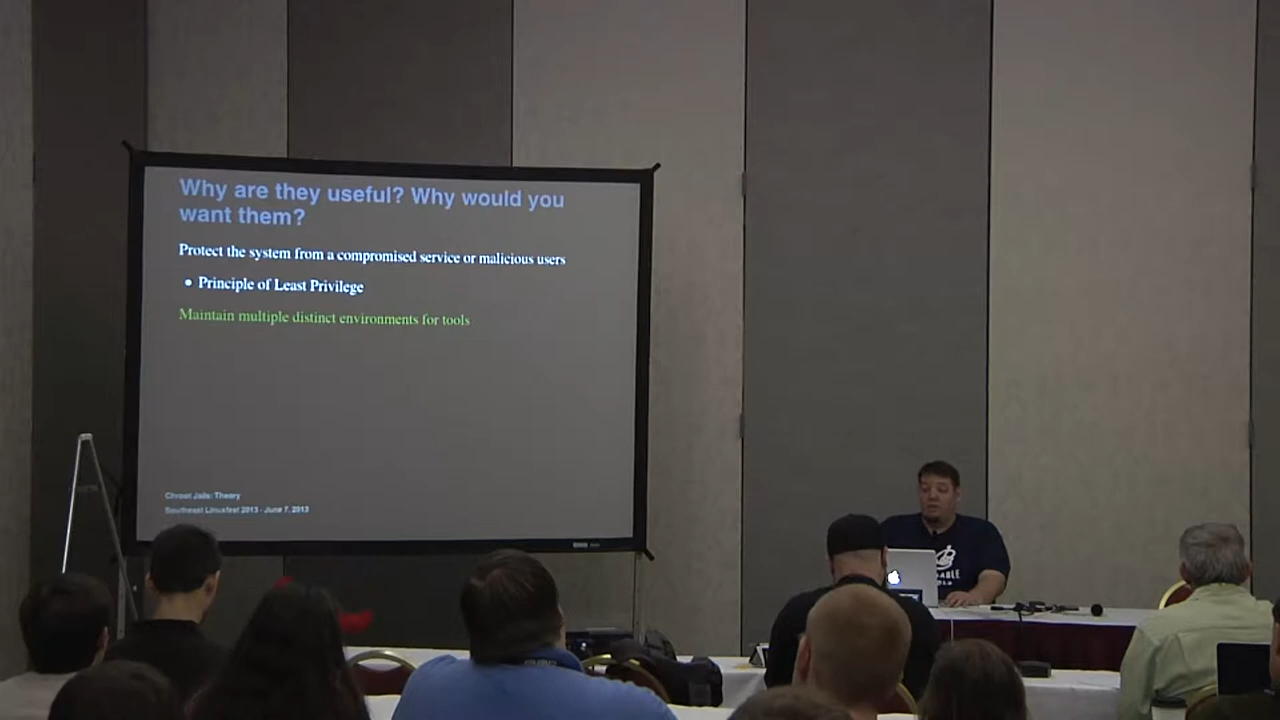 Why are they useful? Why would you
want them?
Protect the system from a compromised service or malicious users
• Principle of Least Privilege
Maintain multiple distinct environments for tools
Chroot Jails: Theory
Southeast Linuxfest 2013 - June 7, 2013